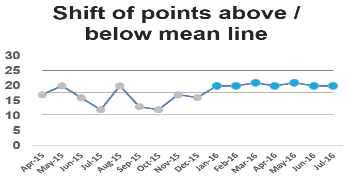 Shift of points above /
below mean line
30
25
20
15
10
5
0
Apr-15 May-15 Jun-15 Jul-15 Aug-15 Sep-15 Oct-15 Nov-15 Dec-15 Jan-16 Feb-16 Mar-16 Apr-16 May-16 Jun-16 Jul-16